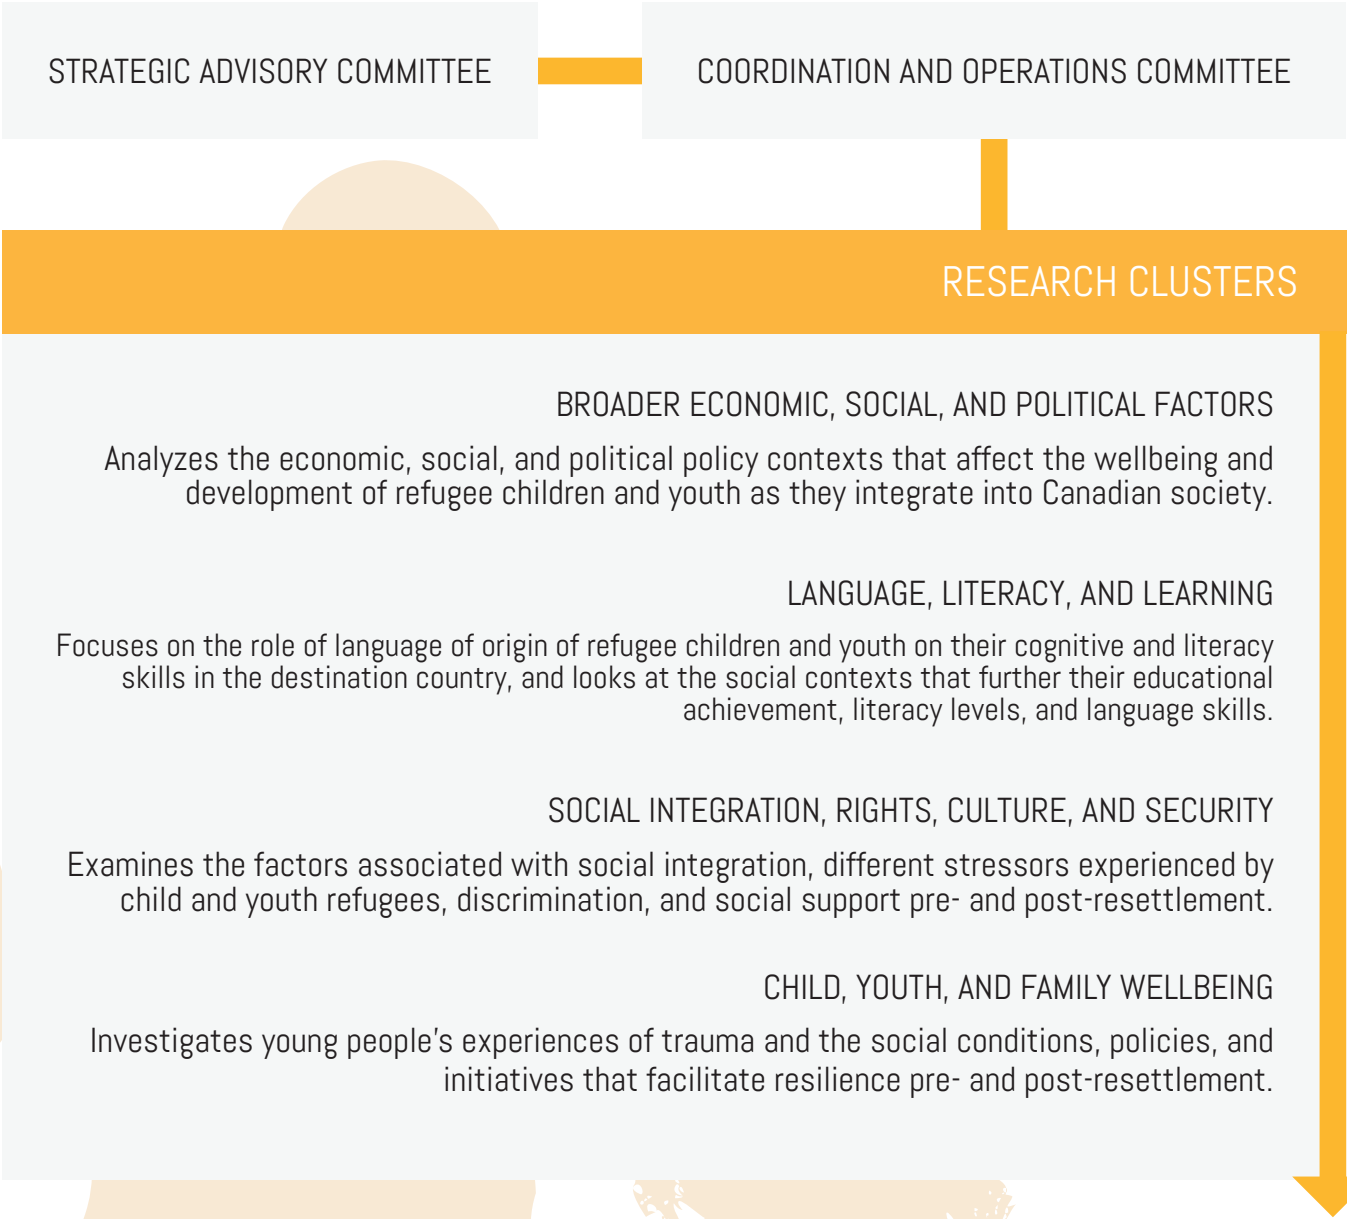 STRATEGIC ADVISORY COMMITTEE
COORDINATION AND OPERATIONS COMMITTEE
RESEARCH CLUSTERS
BROADER ECONOMIC, SOCIAL, AND POLITICAL FACTORS
Analyzes the economic, social, and political policy contexts that affect the wellbeing and
development of refugee children and youth as they integrate into Canadian society.
LANGUAGE, LITERACY, AND LEARNING
Focuses on the role of language of origin of refugee children and youth on their cognitive and literacy
skills in the destination country, and looks at the social contexts that further their educational
achievement, literacy levels, and language skills.
SOCIAL INTEGRATION, RIGHTS, CULTURE, AND SECURITY
Examines the factors associated with social integration, different stressors experienced by
child and youth refugees, discrimination, and social support pre- and post-resettlement.
CHILD, YOUTH, AND FAMILY WELLBEING
Investigates young people's experiences of trauma and the social conditions, policies, and
initiatives that facilitate resilience pre- and post-resettlement.